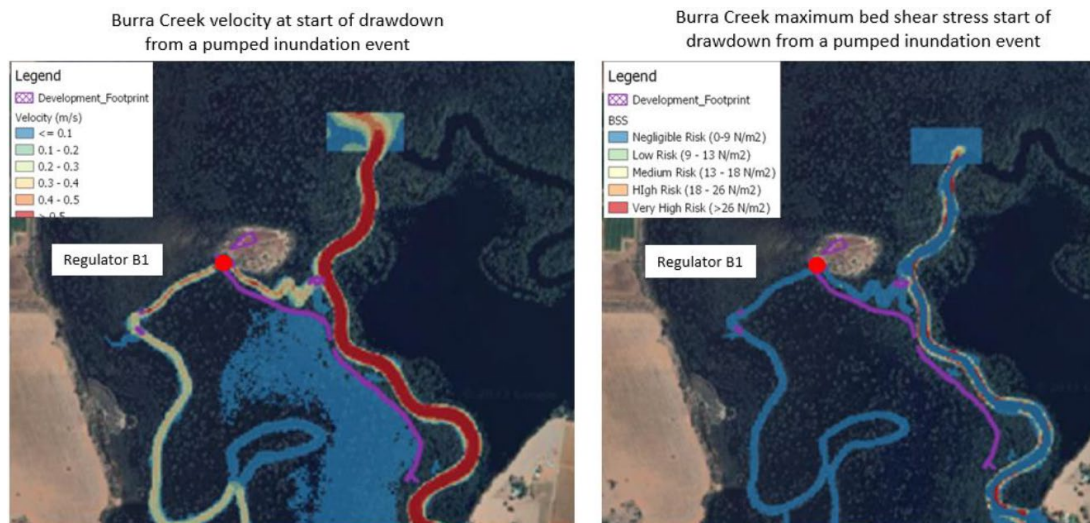 Burra Creek velocity at start of drawdown
from a pumped inundation event
Legend
Development_Footprint
Velocity (m/s)
<= 0.1
0.1 - 0.2
0.2 - 0.3
0.3 - 0.4
0.4 - 0.5
> 0.5
Regulator B1
Burra Creek maximum bed shear stress start of
drawdown from a pumped inundation event
Legend
Development_Footprint
BSS
Negligible Risk (0-9 N/m2)
Low Risk (9 - 13 N/m2)
Medium Risk (13 - 18 N/m2)
HIgh Risk (18 - 26 N/m2)
Very High Risk (>26 N/m2)
Regulator B1